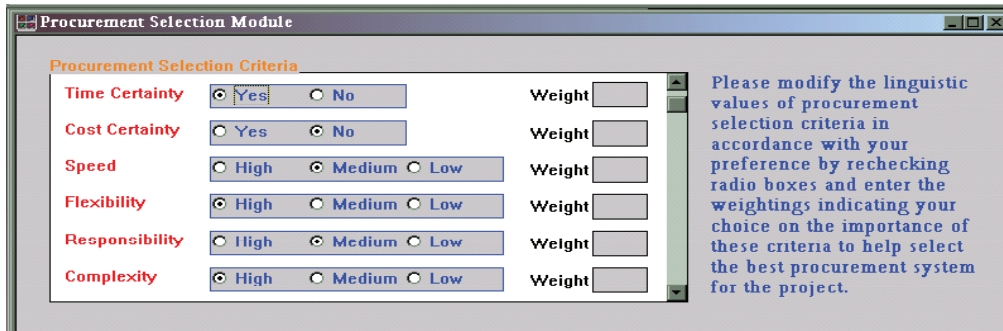 Procurement Selection Module
Procurement Selection Criteria
Time Certainty Yes No Weight
Cost Certainty Yes No Weight
Speed High Medium Low Weight
Flexibility High Medium Low Weight
Responsibility High Medium Low Weight
Complexity High Medium Low Weight
Please modify the linguistic
values of procurement
selection criteria in
accordance with your
preference by rechecking
radio boxes and enter the
weightings indicating your
choice on the importance of
these criteria to help select
the best procurement system
for the project.